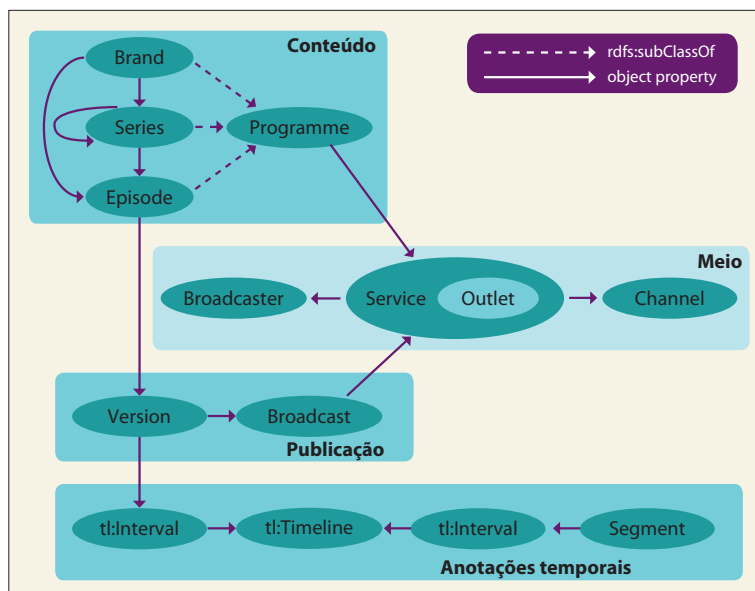 Conteúdo
Brand
Series
Programme
Episode
rdfs:subClassOf
object property
Meio
Broadcaster
Service
Outlet
Channel
Version
Broadcast
Publicação
tl:Interval
tl:Timeline
tl:Interval
Segment
Anotações temporais